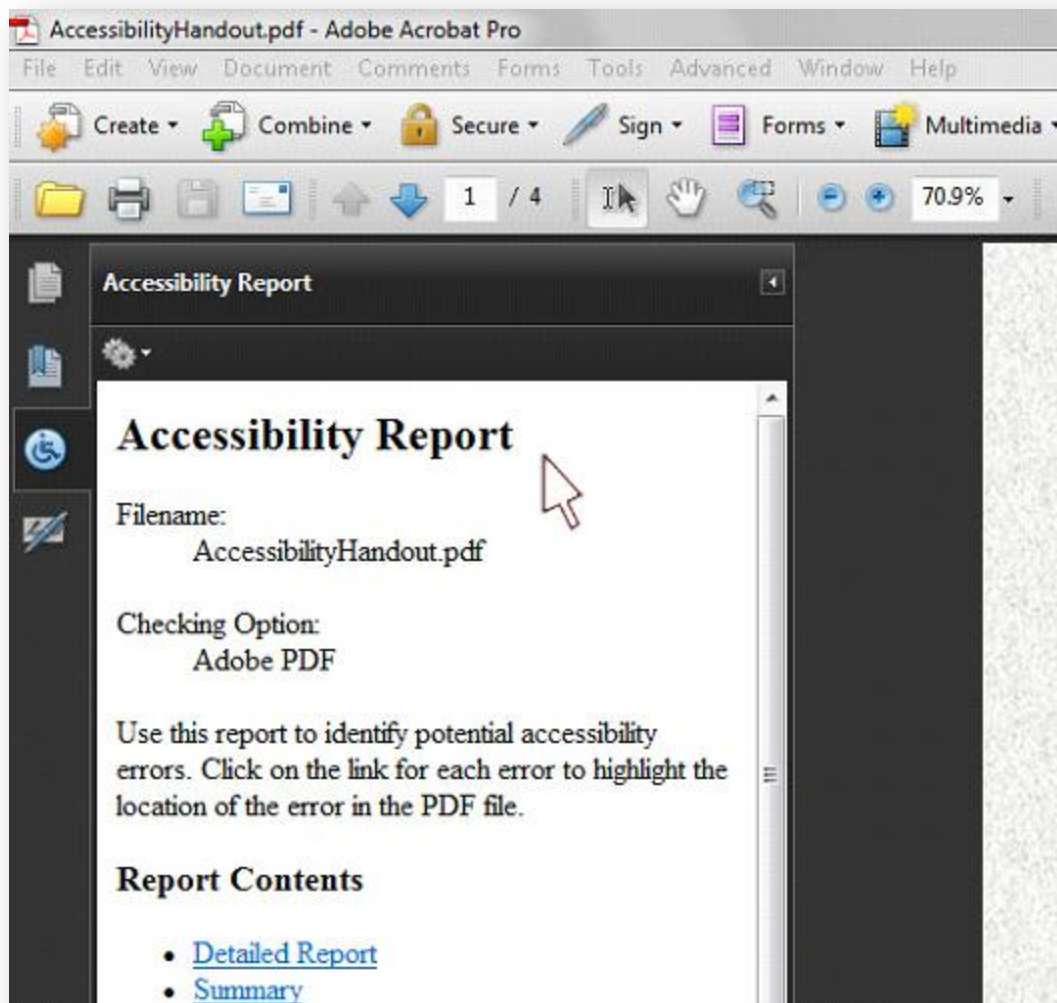 AccessibilityHandout.pdf - Adobe Acrobat Pro
File Edit View Document Comments Forms Tools Advanced Window Help
Create Combine Secure Sign Forms Multimedia
1 / 4 70.9%
Accessibility Report
Accessibility Report
Filename:
AccessibilityHandout.pdf
Checking Option:
Adobe PDF
Use this report to identify potential accessibility
errors. Click on the link for each error to highlight the
location of the error in the PDF file.
Report Contents
• Detailed Report
• Summary